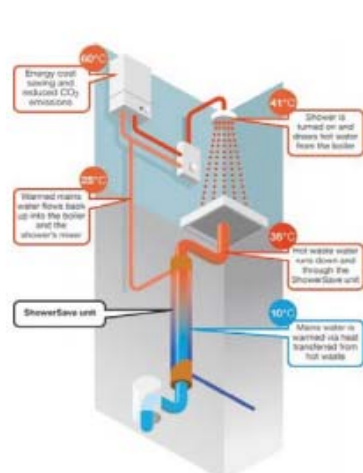 60°C
Energy cost
saving and
reduced CO₂
emissions
41°C
Shower is
turned on and
draws hot water
from the boiler
25°C
Warmed mains
water flows back
up into the boiler
and the
shower's mixer
36°C
Hot waste water
runs down and
through the
ShowerSave unit
ShowerSave unit
10°C
Mains water is
warmed via heat
transferred from
hot waste